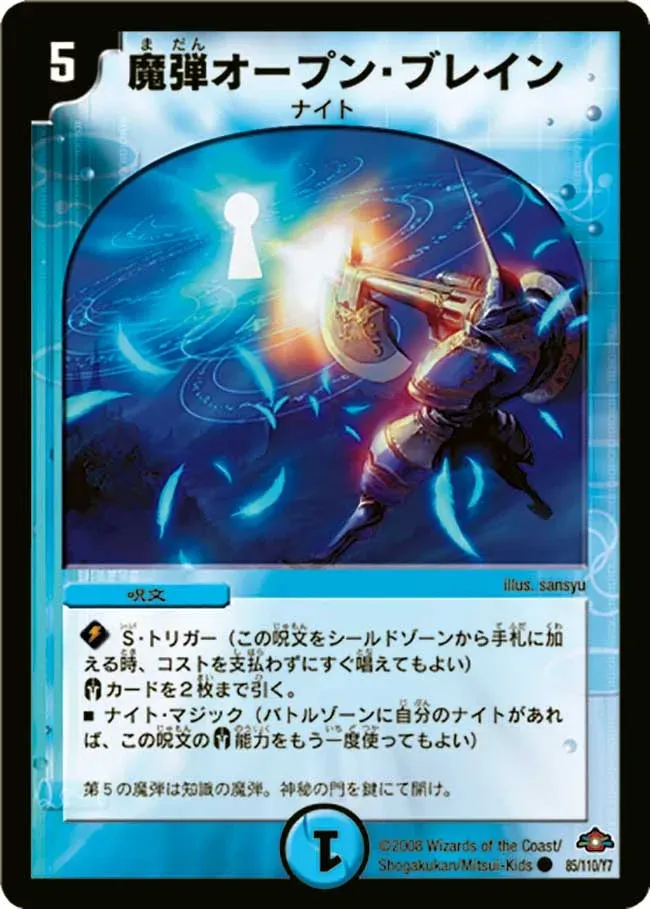 5
魔弾オープン・ブレイン
ナイト
illus. sansyu
呪文
S・トリガー（この呪文をシールドゾーンから手札に加
える時、コストを支払わずにすぐ唱えてもよい）
カードを２枚まで引く。
■ ナイト・マジック（バトルゾーンに自分のナイトがあれ
ば、この呪文の能力をもう一度使ってもよい）
第５の魔弾は知識の魔弾。神秘の門を鍵にて開け。
1
©2008 Wizards of the Coast/
Shogakukan/Mitsui-Kids ● 85/110/Y7